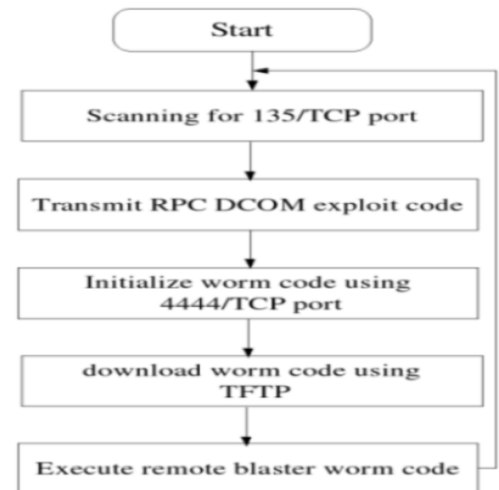 Start
Scanning for 135/TCP port
Transmit RPC DCOM exploit code
Initialize worm code using
4444/TCP port
download worm code using
TFTP
Execute remote blaster worm code